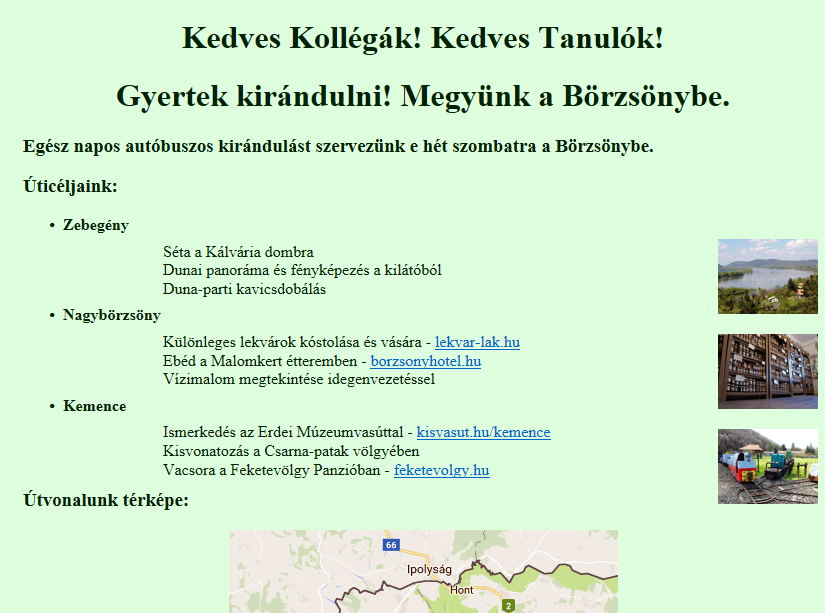 Kedves Kollégák! Kedves Tanulók!
Gyertek kirándulni! Megyünk a Börzsönybe.
Egész napos autóbuszos kirándulást szervezünk e hét szombatra a Börzsönybe.
Úticéljaink:
• Zebegény
Séta a Kálvária dombra
Dunai panoráma és fényképezés a kilátóból
Duna-parti kavicsdobálás
• Nagybörzsöny
Különleges lekvárok kóstolása és vására - lekvar-lak.hu
Ebéd a Malomkert étteremben - borzsonyhotel.hu
Vízimalom megtekintése idegenvezetéssel
• Kemence
Ismerkedés az Erdei Múzeumvasúttal - kisvasut.hu/kemence
Kisvonatozás a Csarna-patak völgyében
Vacsora a Feketevölgy Panzióban - feketevolgy.hu
Útvonalunk térképe:
66
Ipolyság
Hont
2